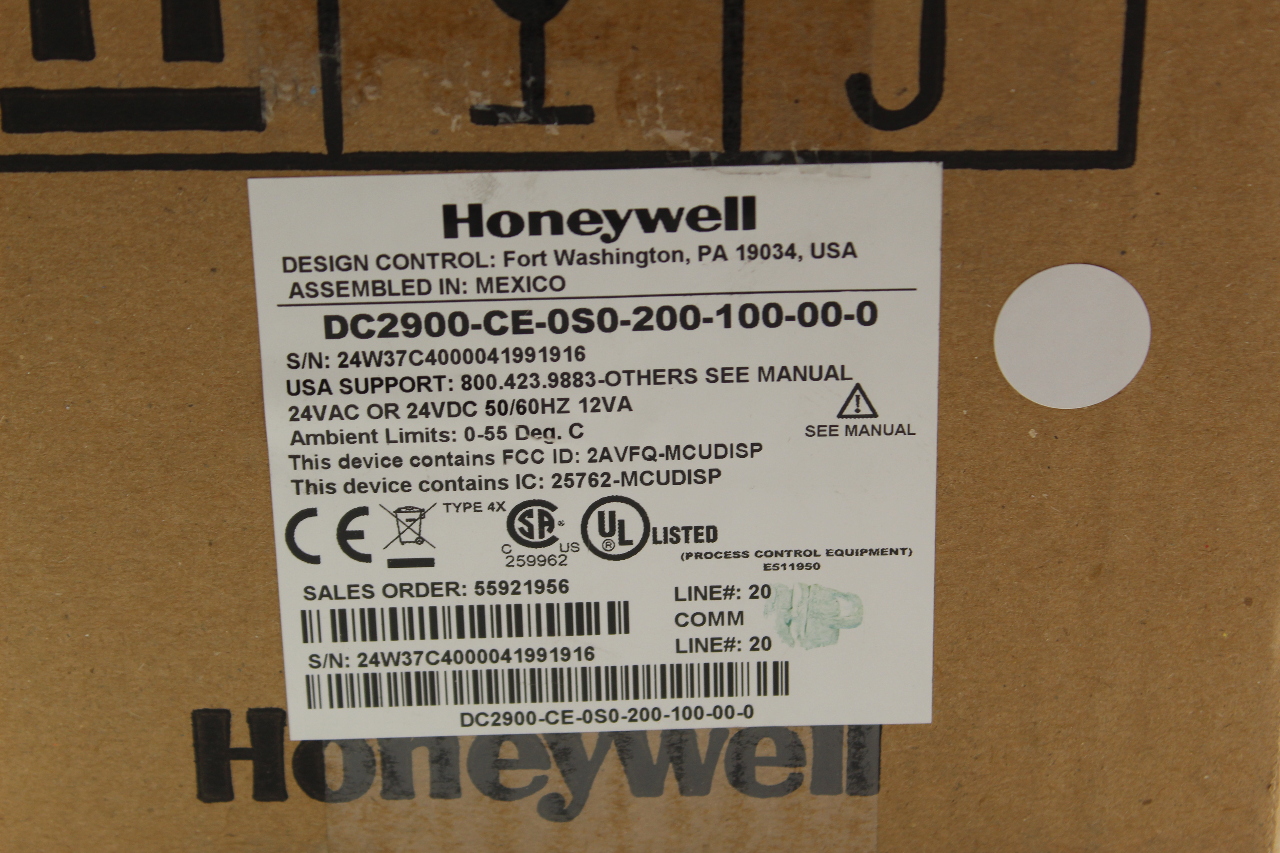 Honeywell
DESIGN CONTROL: Fort Washington, PA 19034, USA
ASSEMBLED IN: MEXICO
DC2900-CE-0S0-200-100-00-0
S/N: 24W37C4000041991916
USA SUPPORT: 800.423.9883-OTHERS SEE MANUAL
24VAC OR 24VDC 50/60HZ 12VA
Ambient Limits: 0-55 Deg. C
SEE MANUAL
This device contains FCC ID: 2AVFQ-MCUDISP
This device contains IC: 25762-MCUDISP
CE TYPE 4X C SA ® US UL ® LISTED
259962
(PROCESS CONTROL EQUIPMENT)
E511950
SALES ORDER: 55921956
LINE#: 20
COMM
S/N: 24W37C4000041991916
LINE#: 20
DC2900-CE-0S0-200-100-00-0
Honeywell